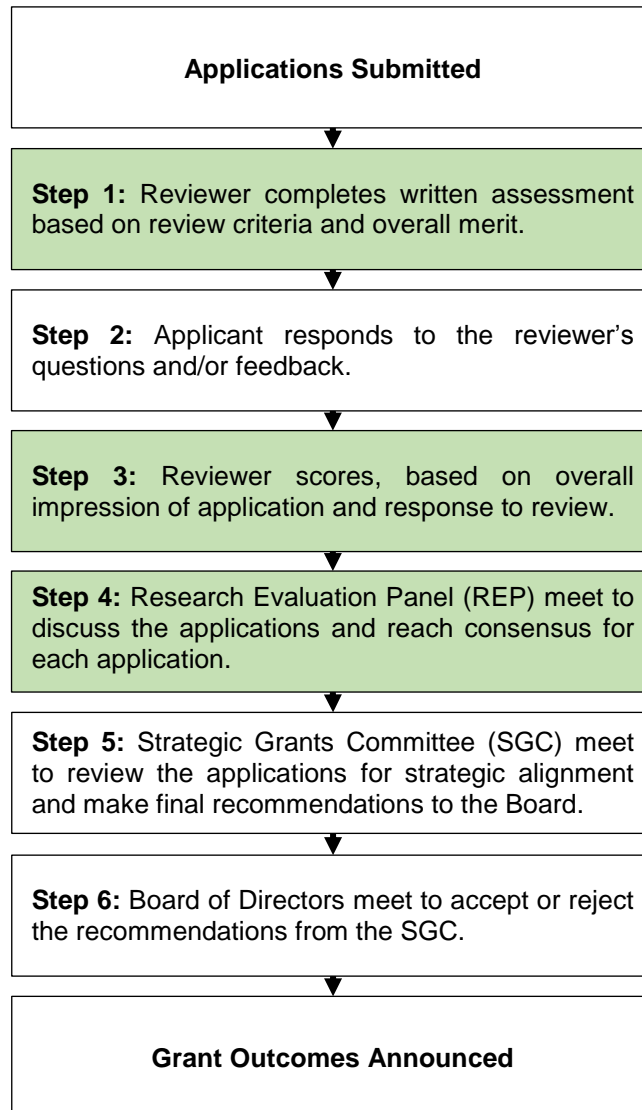 Applications Submitted
Step 1: Reviewer completes written assessment
based on review criteria and overall merit.
Step 2: Applicant responds to the reviewer’s
questions and/or feedback.
Step 3: Reviewer scores, based on overall
impression of application and response to review.
Step 4: Research Evaluation Panel (REP) meet to
discuss the applications and reach consensus for
each application.
Step 5: Strategic Grants Committee (SGC) meet
to review the applications for strategic alignment
and make final recommendations to the Board.
Step 6: Board of Directors meet to accept or reject
the recommendations from the SGC.
Grant Outcomes Announced